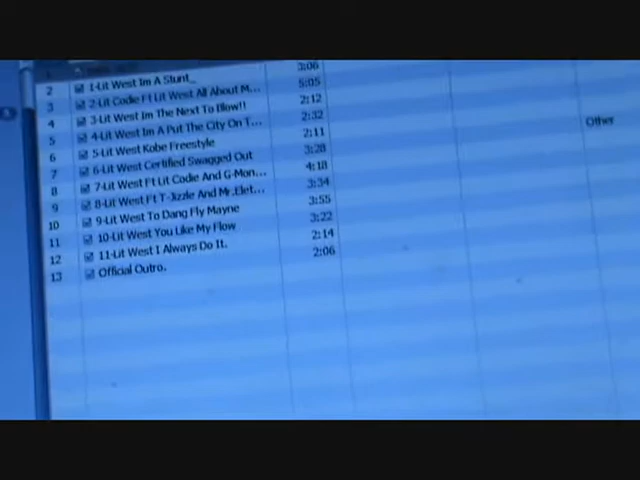 2 1-Lit West Im A Stunt_ 3:06
3 2-Lit Codie Ft Lit West All About M... 5:05
4 3-Lit West Im The Next To Blow!! 2:12
5 4-Lit West Im A Put The City On T... 2:32
6 5-Lit West Kobe Freestyle 2:11
7 6-Lit West Certified Swagged Out 3:28 Other
8 7-Lit West Ft Lit Codie And G-Mon... 4:18
9 8-Lit West Ft T-Jizzle And Mr.Elet... 3:34
10 9-Lit West To Dang Fly Mayne 3:55
11 10-Lit West You Like My Flow 3:22
12 11-Lit West I Always Do It. 2:14
13 Official Outro. 2:06